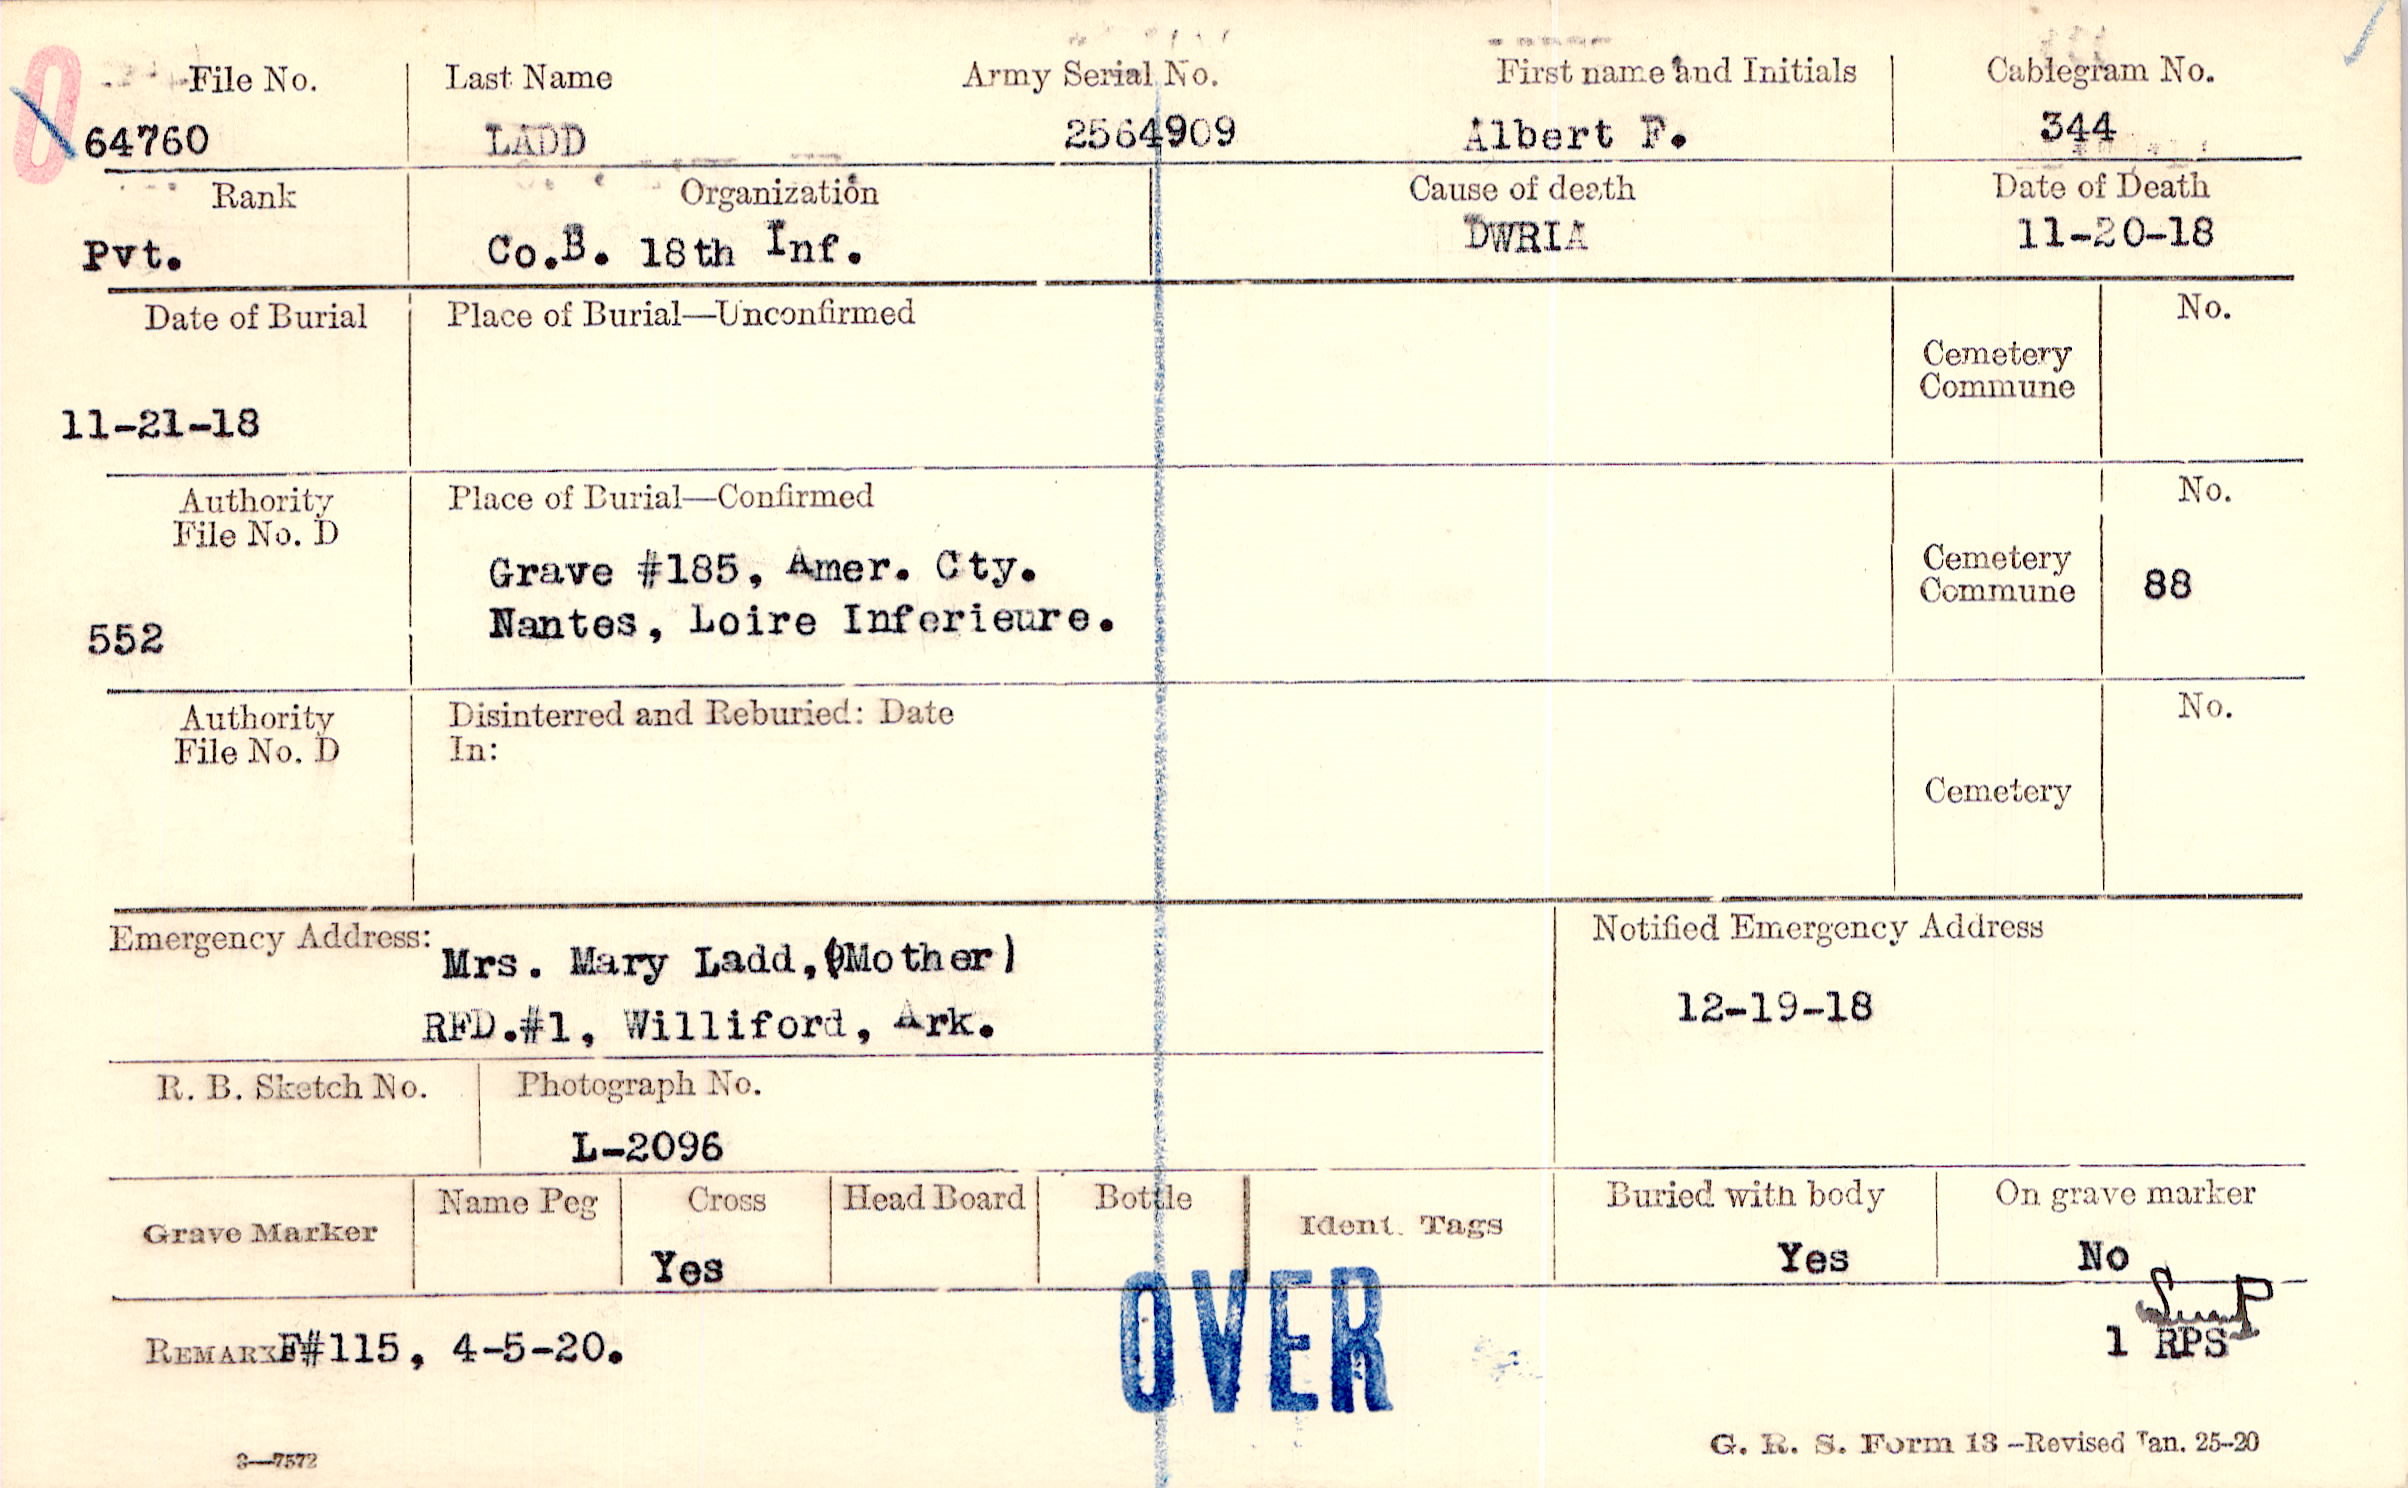 File No. Last Name Army Serial No. First name and Initials Cablegram No.
64760 LADD 2564909 Albert F. 344
Rank Organization Cause of death Date of Death
Pvt. Co.B. 18th Inf. DWRIA 11-20-18
Date of Burial Place of Burial—Unconfirmed No.
Cemetery
Commune
11-21-18
Authority Place of Burial—Confirmed No.
File No. D
Grave #185, Amer. Cty. Cemetery
Commune 88
Nantes, Loire Inferieure.
552
Authority Disinterred and Reburied: Date No.
File No. D In:
Cemetery
Emergency Address: Mrs. Mary Ladd,(Mother) Notified Emergency Address
RFD.#1, Williford, Ark. 12-19-18
R. B. Sketch No. Photograph No.
L-2096
Grave Marker Name Peg Cross Head Board Bottle Ident. Tags Buried with body On grave marker
Yes Yes No
OVER
REMARKF#115, 4-5-20. 1 RPS
3—7572 G. R. S. Form 13—Revised Jan. 25-20